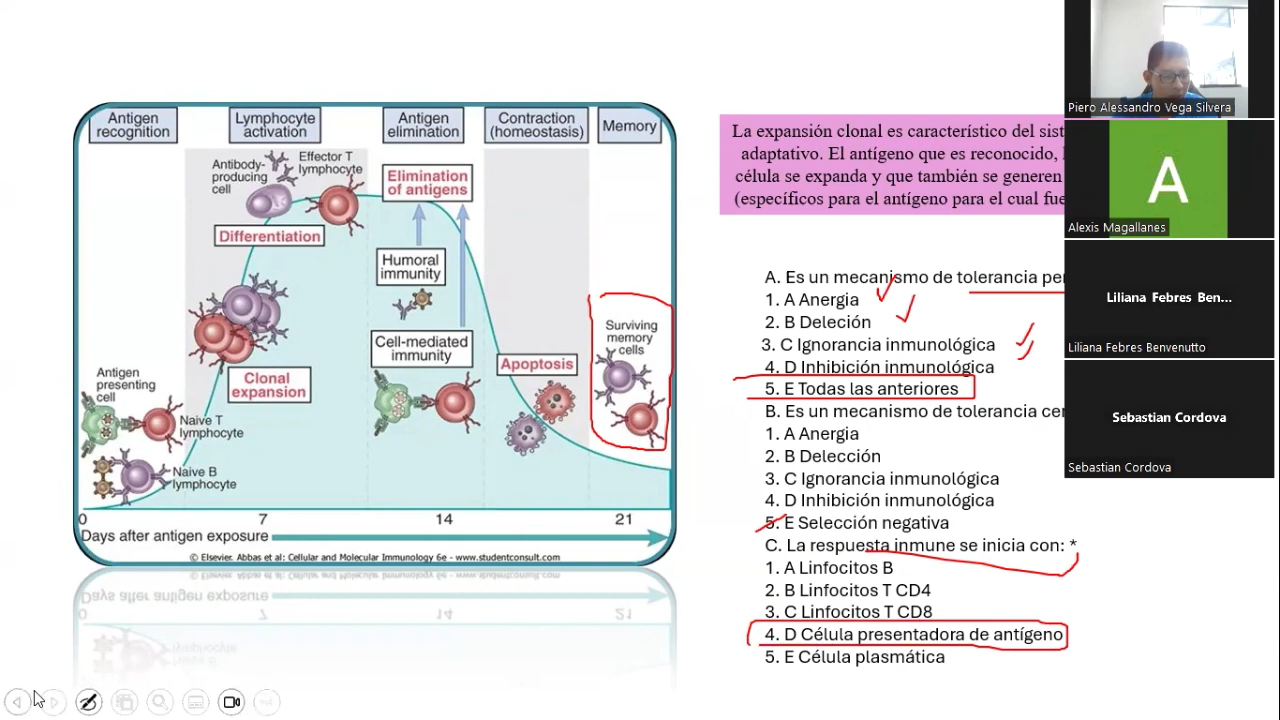 Antigen
recognition
Lymphocyte
activation
Antigen
elimination
Contraction
(homeostasis)
Memory
Antibody-
producing
cell
Effector T
lymphocyte
Elimination
of antigens
Differentiation
Humoral
immunity
Surviving
memory
cells
Cell-mediated
immunity
Apoptosis
Clonal
expansion
Antigen
presenting
cell
Naive T
lymphocyte
Naive B
lymphocyte
0 7 14 21
Days after antigen exposure
© Elsevier. Abbas et al: Cellular and Molecular Immunology 6e - www.studentconsult.com
La expansión clonal es característico del
adaptativo. El antígeno que es reconocido,
célula se expanda y que también se generen
(específicos para el antígeno para el cual
A. Es un mecanismo de tolerancia
1. A Anergia
2. B Deleción
3. C Ignorancia inmunológica
4. D Inhibición inmunológica
5. E Todas las anteriores
B. Es un mecanismo de tolerancia
1. A Anergia
2. B Deleción
3. C Ignorancia inmunológica
4. D Inhibición inmunológica
5. E Selección negativa
C. La respuesta inmune se inicia con: *
1. A Linfocitos B
2. B Linfocitos T CD4
3. C Linfocitos T CD8
4. D Célula presentadora de antígeno
5. E Célula plasmática
Piero Alessandro Vega Silvera
A
Alexis Magallanes
Liliana Febres Ben...
Liliana Febres Benvenutto
Sebastian Cordova
Sebastian Cordova